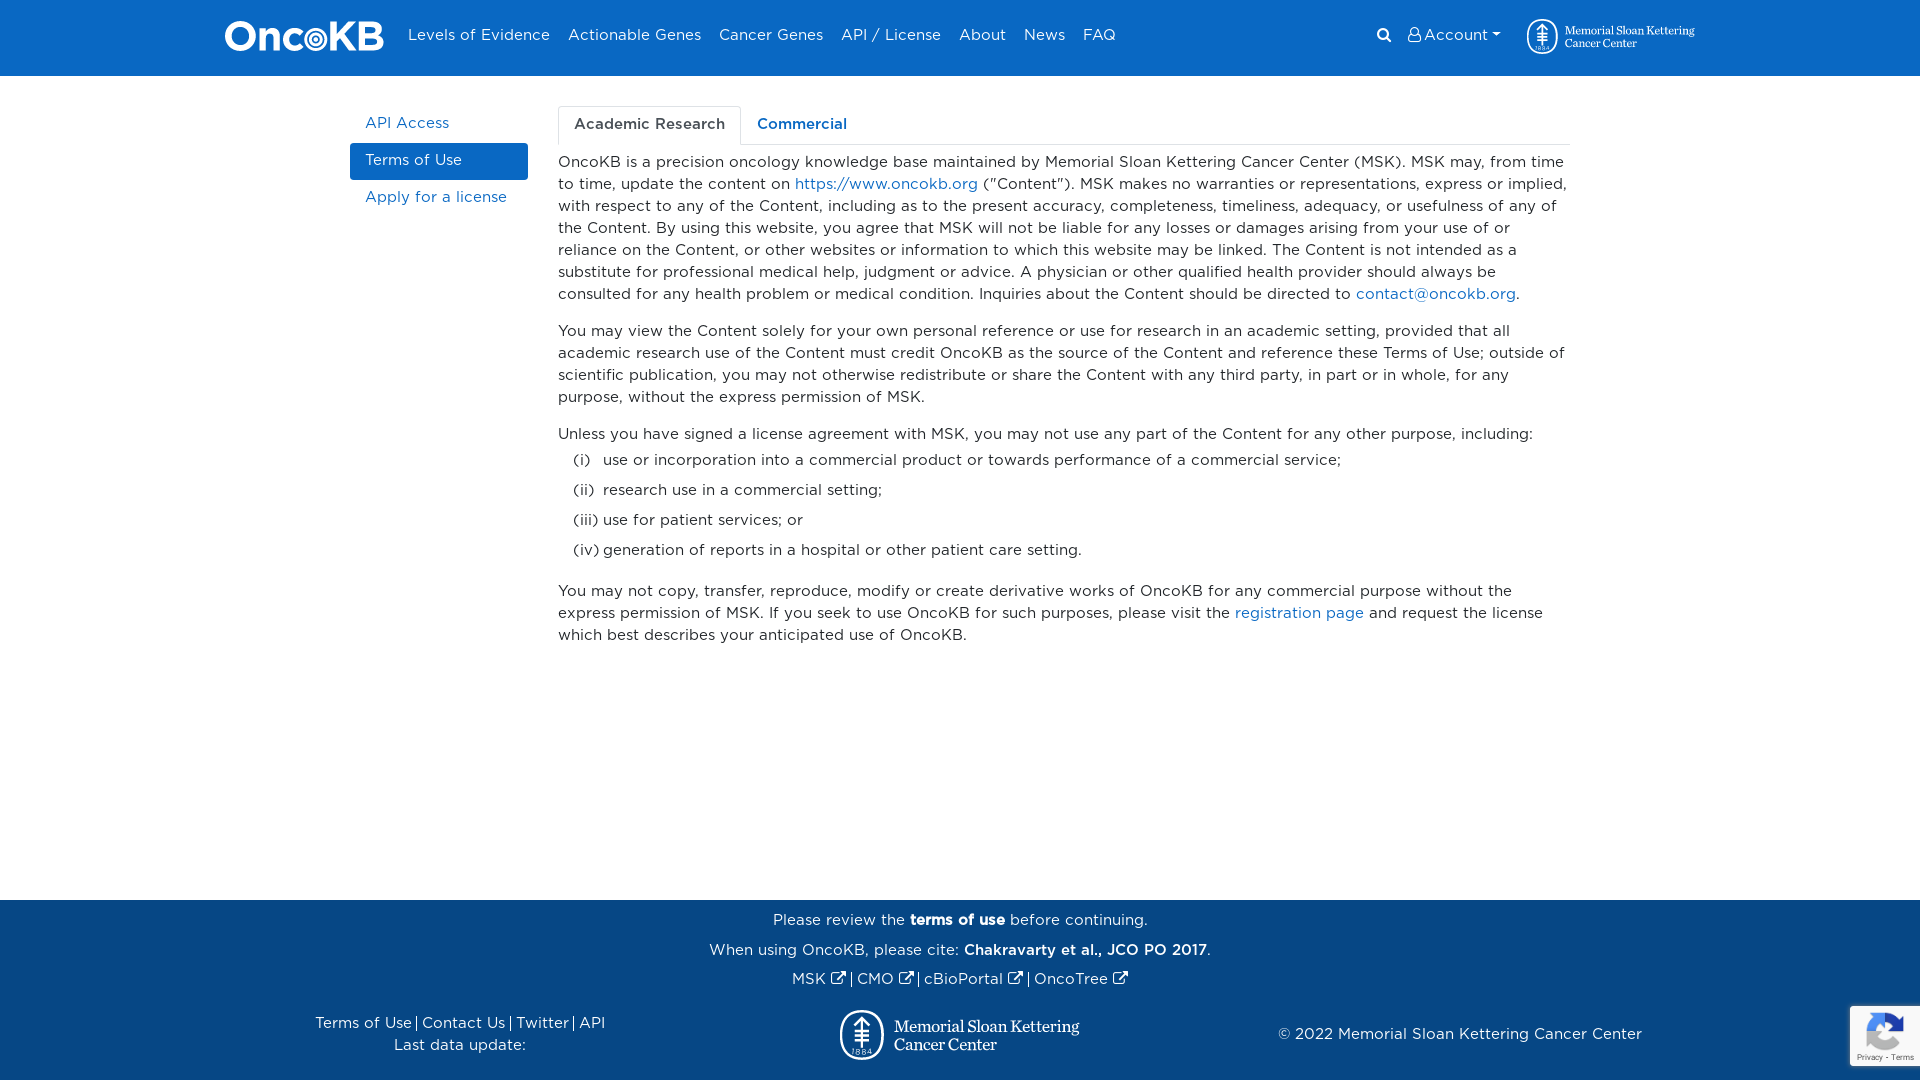 OncoKB Levels of Evidence Actionable Genes Cancer Genes API / License About News FAQ Account Memorial Sloan Kettering
Cancer Center
API Access
Terms of Use
Apply for a license
Academic Research Commercial
OncoKB is a precision oncology knowledge base maintained by Memorial Sloan Kettering Cancer Center (MSK). MSK may, from time
to time, update the content on https://www.oncokb.org ("Content"). MSK makes no warranties or representations, express or implied,
with respect to any of the Content, including as to the present accuracy, completeness, timeliness, adequacy, or usefulness of any of
the Content. By using this website, you agree that MSK will not be liable for any losses or damages arising from your use of or
reliance on the Content, or other websites or information to which this website may be linked. The Content is not intended as a
substitute for professional medical help, judgment or advice. A physician or other qualified health provider should always be
consulted for any health problem or medical condition. Inquiries about the Content should be directed to contact@oncokb.org.
You may view the Content solely for your own personal reference or use for research in an academic setting, provided that all
academic research use of the Content must credit OncoKB as the source of the Content and reference these Terms of Use; outside of
scientific publication, you may not otherwise redistribute or share the Content with any third party, in part or in whole, for any
purpose, without the express permission of MSK.
Unless you have signed a license agreement with MSK, you may not use any part of the Content for any other purpose, including:
(i) use or incorporation into a commercial product or towards performance of a commercial service;
(ii) research use in a commercial setting;
(iii) use for patient services; or
(iv) generation of reports in a hospital or other patient care setting.
You may not copy, transfer, reproduce, modify or create derivative works of OncoKB for any commercial purpose without the
express permission of MSK. If you seek to use OncoKB for such purposes, please visit the registration page and request the license
which best describes your anticipated use of OncoKB.
Please review the terms of use before continuing.
When using OncoKB, please cite: Chakravarty et al., JCO PO 2017.
MSK | CMO | cBioPortal | OncoTree
Terms of Use | Contact Us | Twitter | API
Last data update:
1884 Memorial Sloan Kettering
Cancer Center
© 2022 Memorial Sloan Kettering Cancer Center
Privacy - Terms